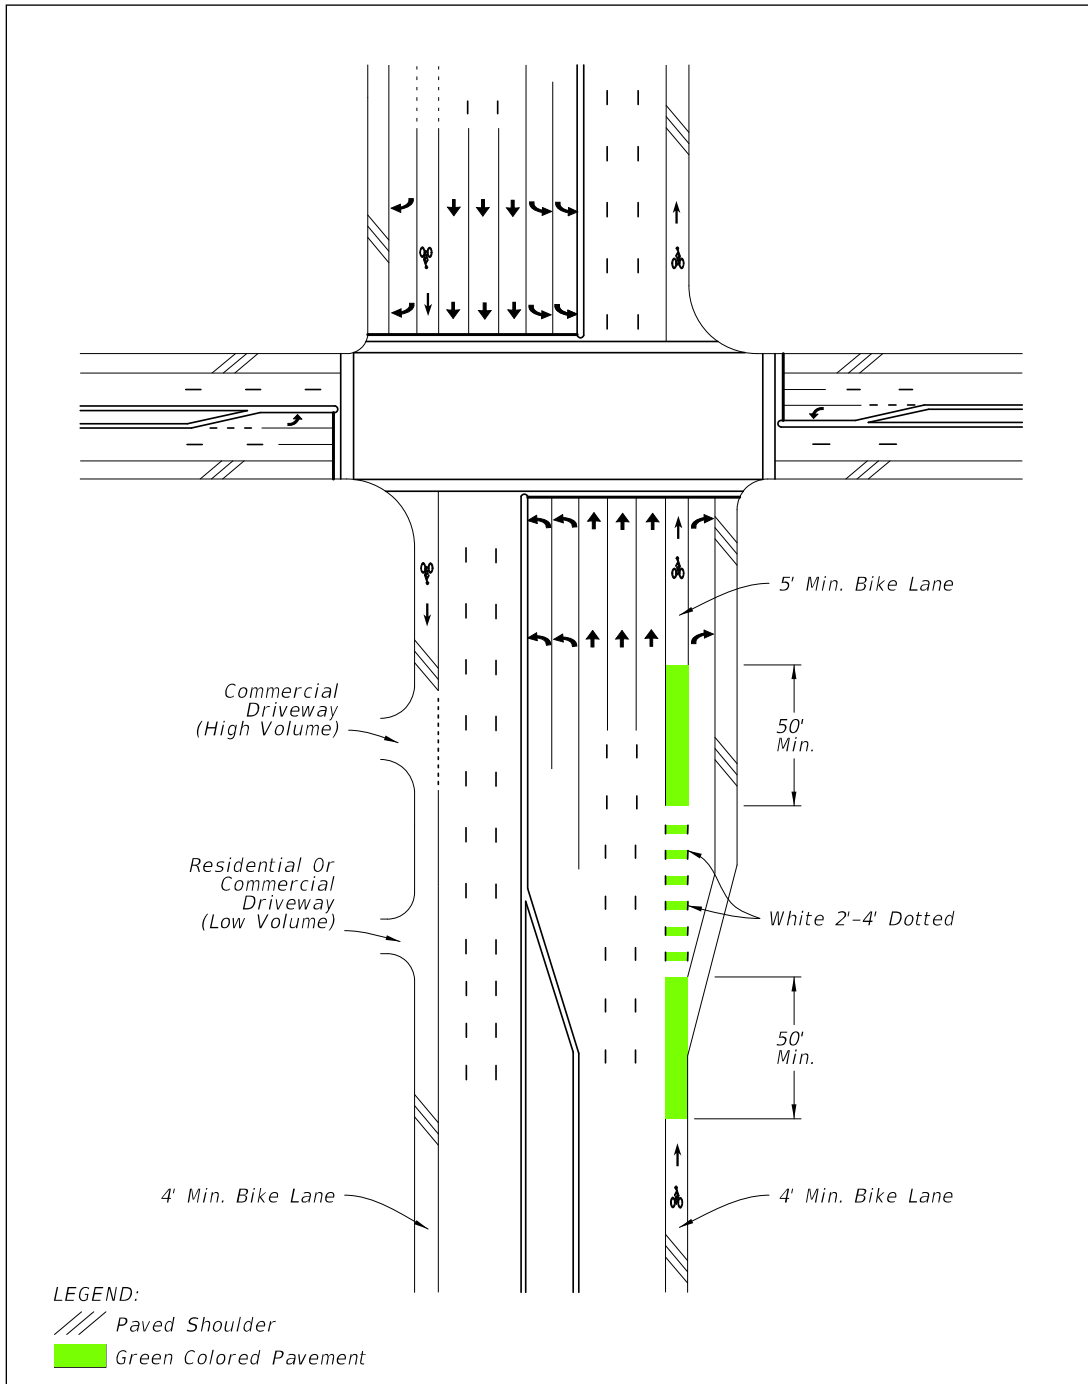 5' Min. Bike Lane
Commercial
Driveway
(High Volume)
50'
Min.
Residential Or
Commercial
Driveway
(Low Volume)
White 2'-4' Dotted
50'
Min.
4' Min. Bike Lane
4' Min. Bike Lane
LEGEND:
Paved Shoulder
Green Colored Pavement